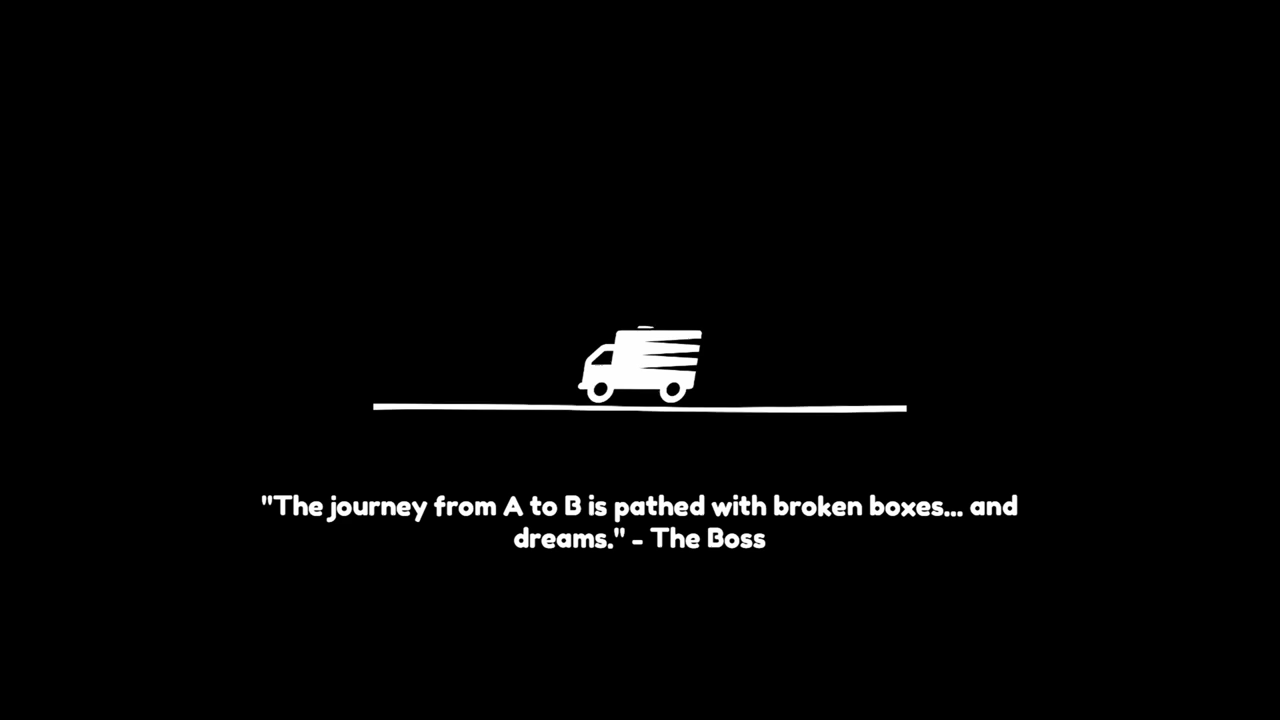 "The journey from A to B is pathed with broken boxes... and
dreams." - The Boss